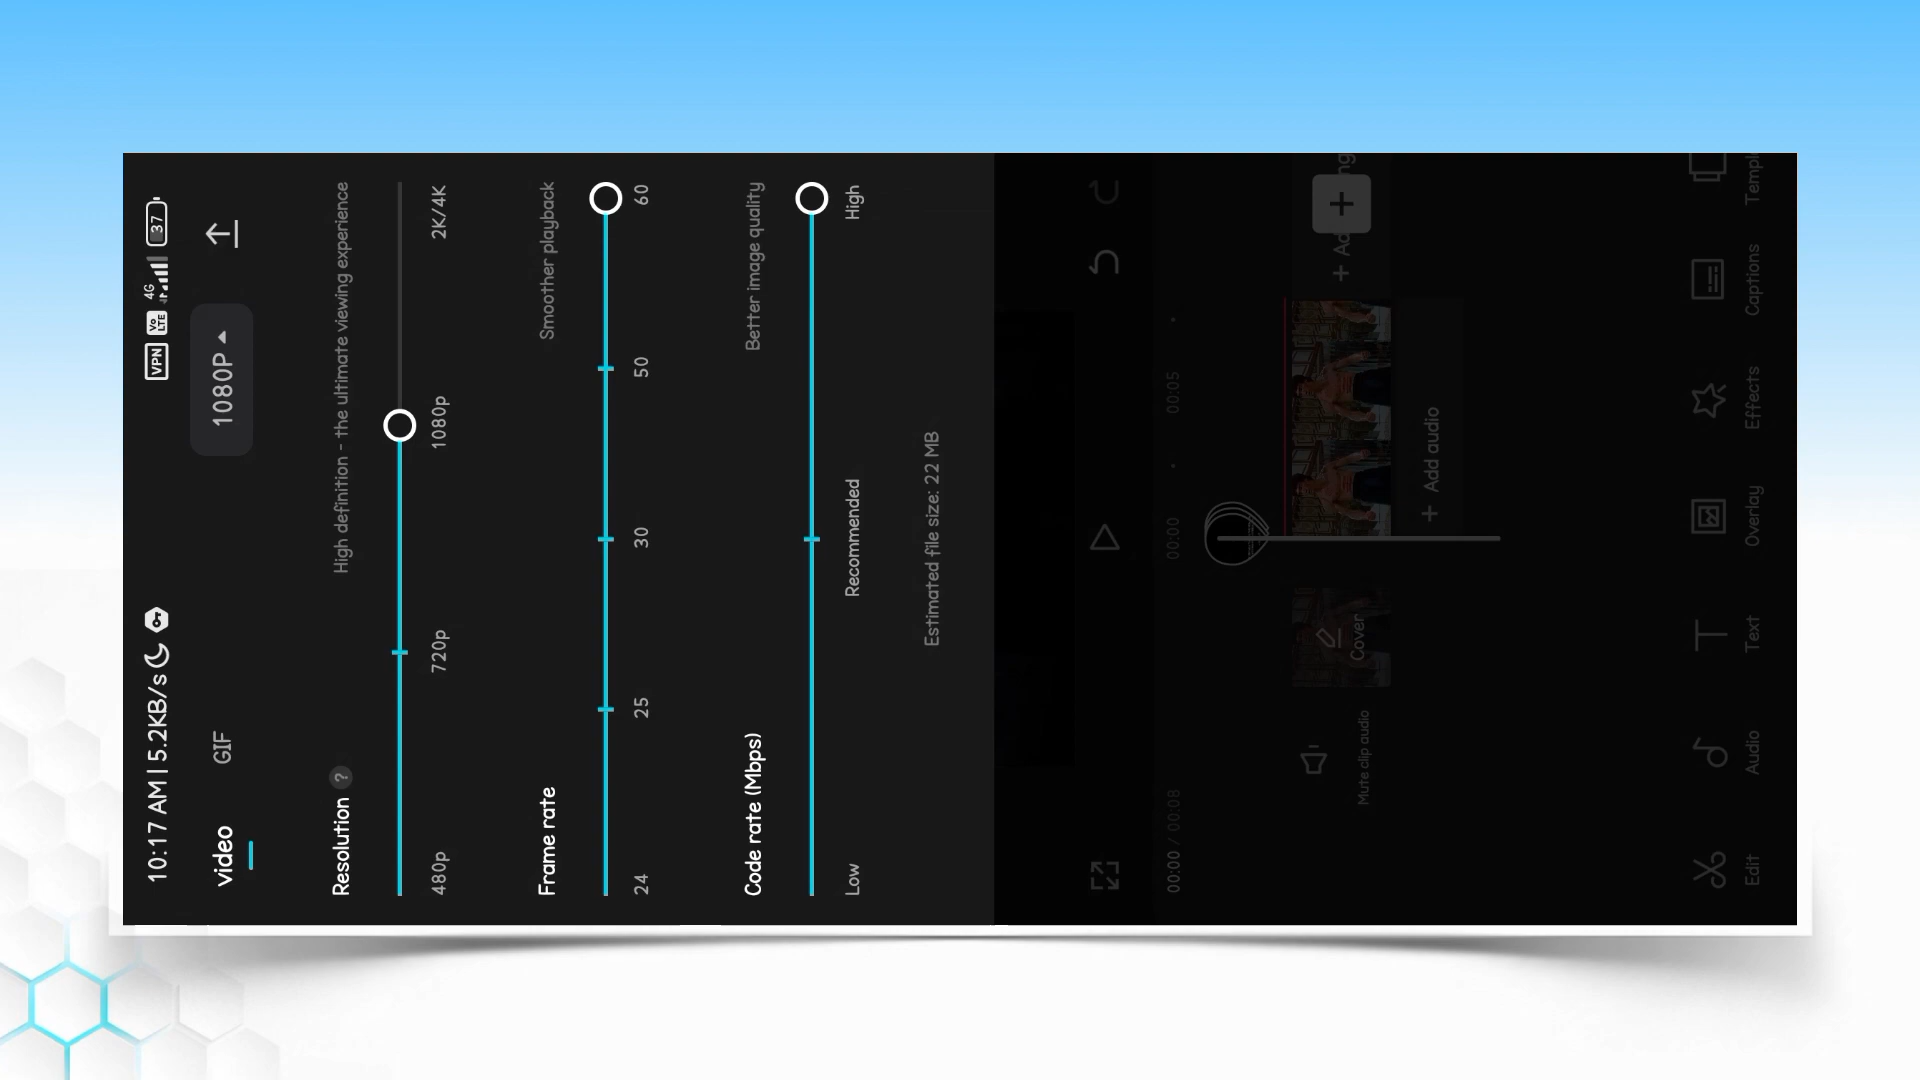 10:17 AM | 5.2KB/s
VPN
Vo LTE
4G
37
video
GIF
1080P
Resolution ?
High definition - the ultimate viewing experience
480p
720p
1080p
2K/4K
Frame rate
Smoother playback
24
25
30
50
60
Code rate (Mbps)
Better image quality
Low
Recommended
High
Estimated file size: 22 MB
00:00 / 00:08
00:00
00:05
Mute clip audio
Cover
+ Add audio
Edit
Audio
Text
Overlay
Effects
Captions